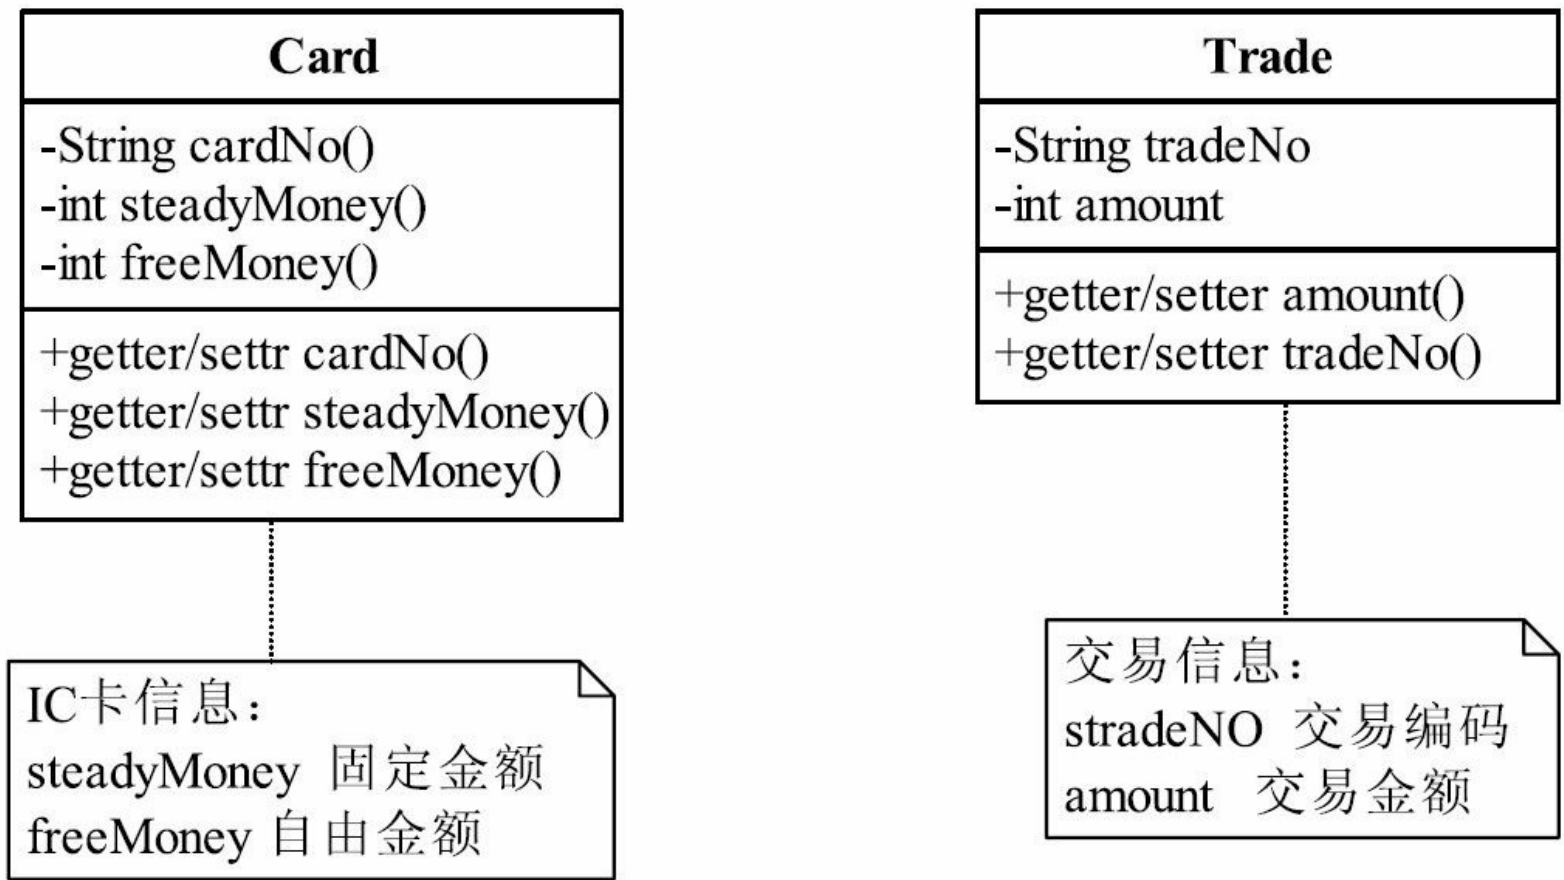 Card
-String cardNo()
-int steadyMoney()
-int freeMoney()
+getter/settr cardNo()
+getter/settr steadyMoney()
+getter/settr freeMoney()
IC卡信息：
steadyMoney 固定金额
freeMoney 自由金额
Trade
-String tradeNo
-int amount
+getter/setter amount()
+getter/setter tradeNo()
交易信息：
stradeNO 交易编码
amount 交易金额